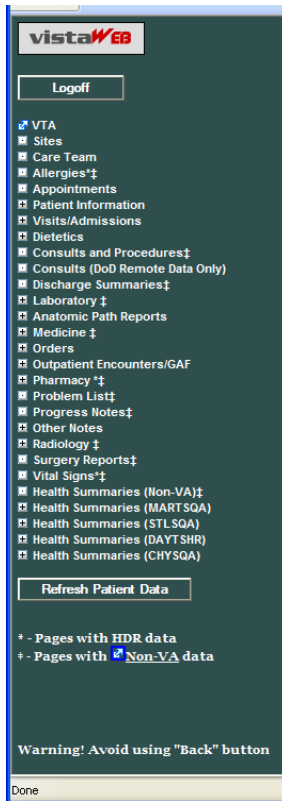 vistaWEB
Logoff
VTA
Sites
Care Team
Allergies*‡
Appointments
Patient Information
Visits/Admissions
Dietetics
Consults and Procedures‡
Consults (DoD Remote Data Only)
Discharge Summaries‡
Laboratory ‡
Anatomic Path Reports
Medicine ‡
Orders
Outpatient Encounters/GAF
Pharmacy *‡
Problem List‡
Progress Notes‡
Other Notes
Radiology ‡
Surgery Reports‡
Vital Signs*‡
Health Summaries (Non-VA)‡
Health Summaries (MARTSQA)
Health Summaries (STLSQA)
Health Summaries (DAYTSHR)
Health Summaries (CHYSQA)
Refresh Patient Data
* - Pages with HDR data
‡ - Pages with Non-VA data
Warning! Avoid using "Back" button
Done